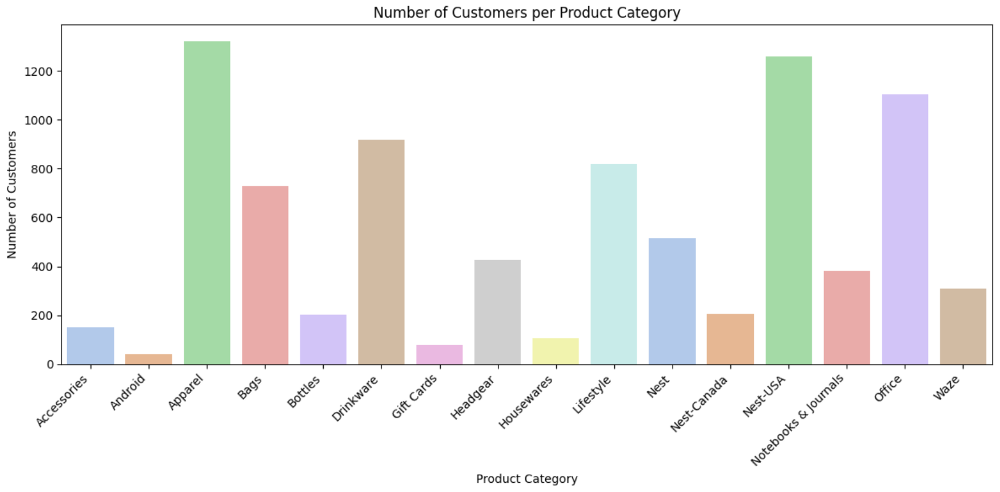 Number of Customers per Product Category
Number of Customers
1200
1000
800
600
400
200
0
Accessories
Android
Apparel
Bags
Bottles
Drinkware
Gift Cards
Headgear
Housewares
Lifestyle
Nest
Nest-Canada
Nest-USA
Notebooks & Journals
Office
Waze
Product Category